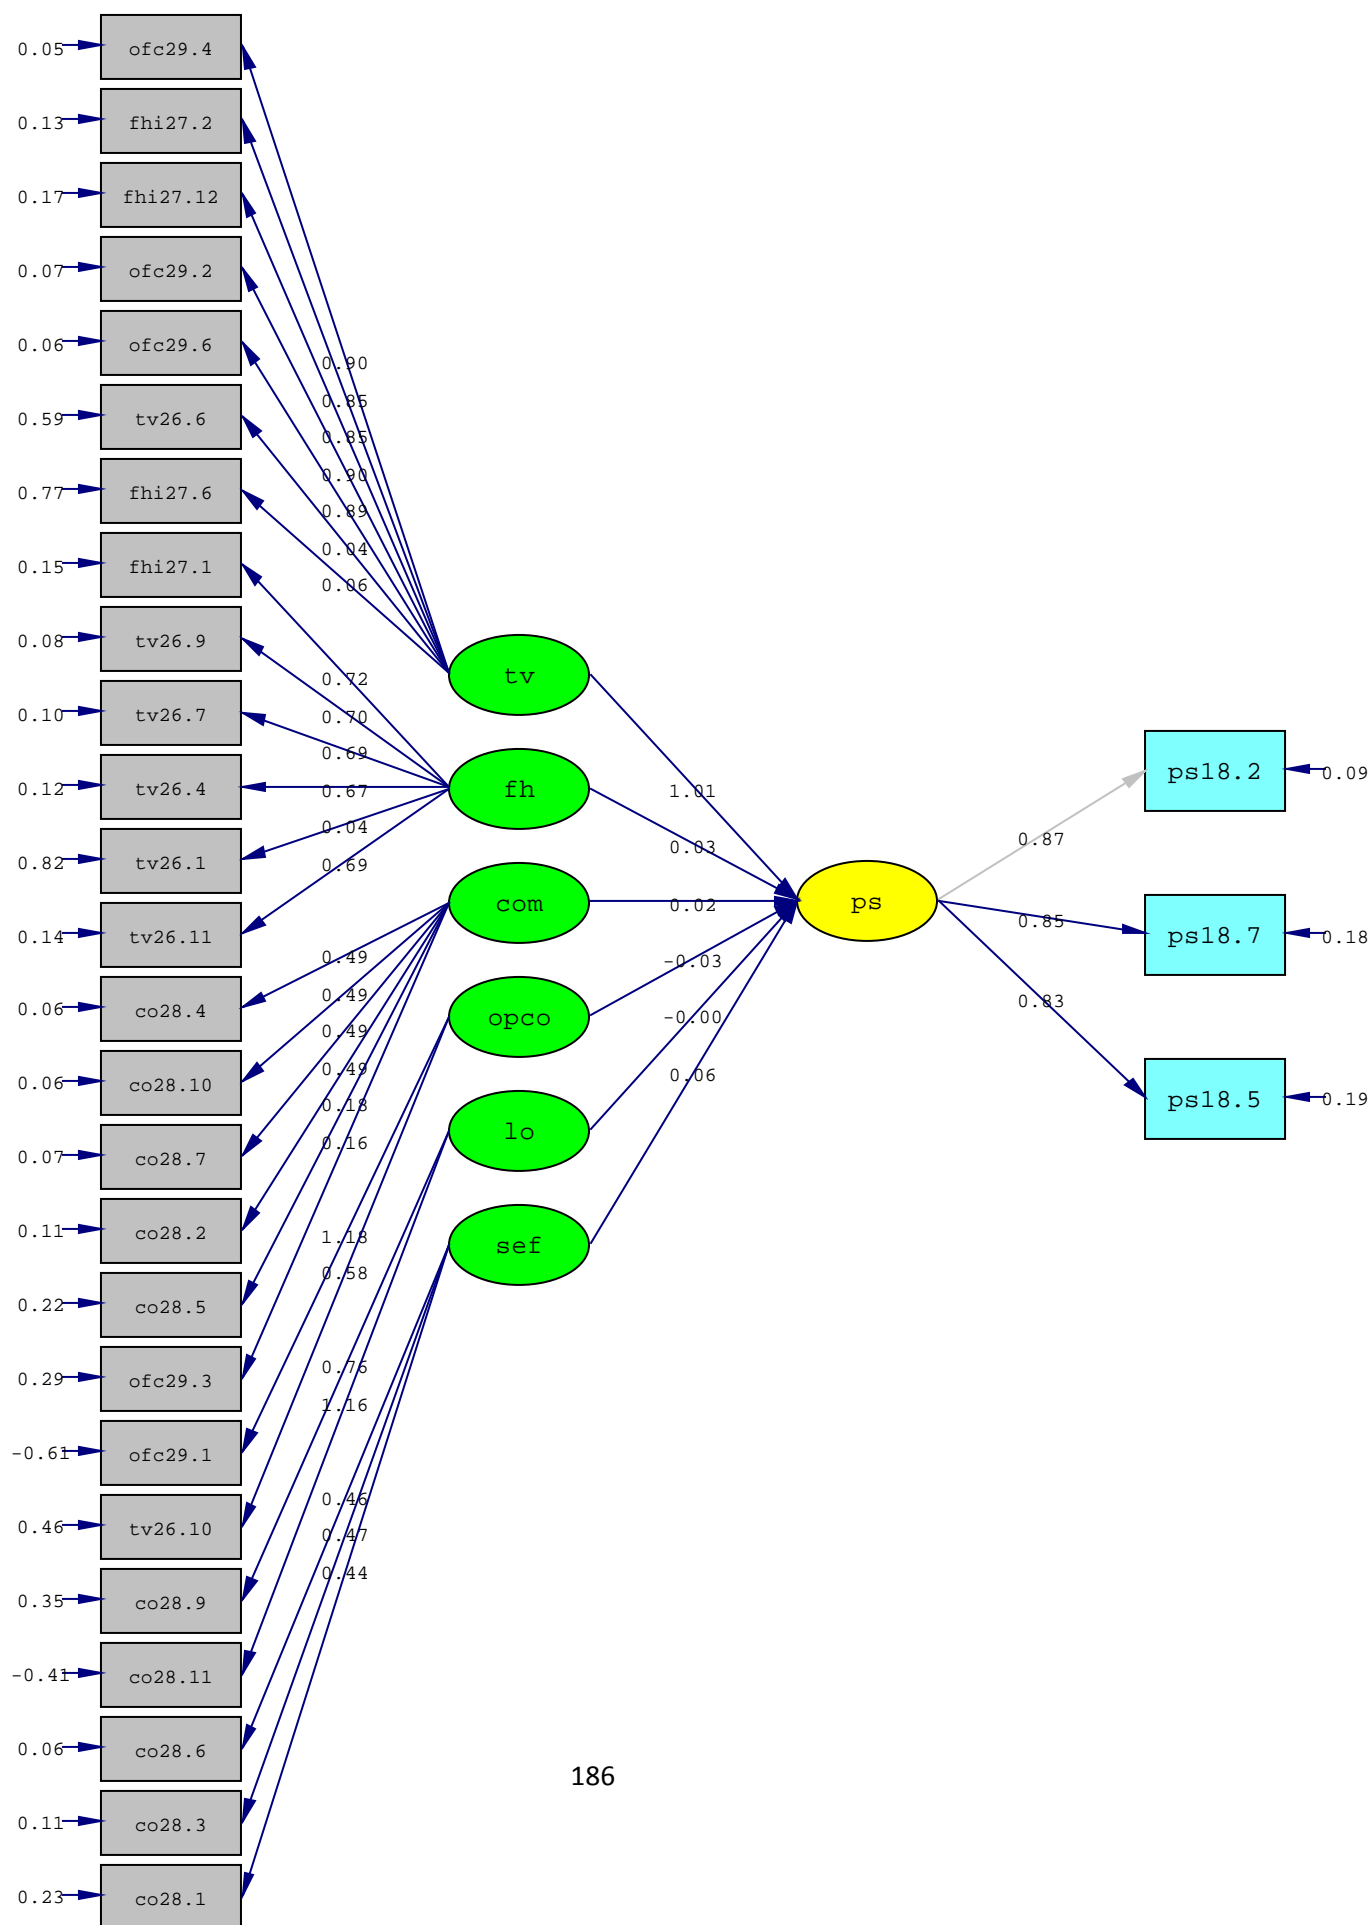 0.05 ofc29.4
0.13 fhi27.2
0.17 fhi27.12
0.07 ofc29.2
0.06 ofc29.6
0.59 tv26.6
0.77 fhi27.6
0.15 fhi27.1
0.08 tv26.9
0.10 tv26.7
0.12 tv26.4
0.82 tv26.1
0.14 tv26.11
0.06 co28.4
0.06 co28.10
0.07 co28.7
0.11 co28.2
0.22 co28.5
0.29 ofc29.3
-0.61 ofc29.1
0.46 tv26.10
0.35 co28.9
-0.41 co28.11
0.06 co28.6
0.11 co28.3
0.23 co28.1
0.90
0.85
0.85
0.90
0.89
0.04
0.06
0.72
0.70
0.69
0.67
0.04
0.69
0.49
0.49
0.49
0.49
0.18
0.16
1.18
0.58
0.76
1.16
0.46
0.47
0.44
tv
fh
com
opco
lo
sef
1.01
0.03
0.02
-0.03
-0.00
0.06
ps
0.87
0.85
0.83
ps18.2 0.09
ps18.7 0.18
ps18.5 0.19
186